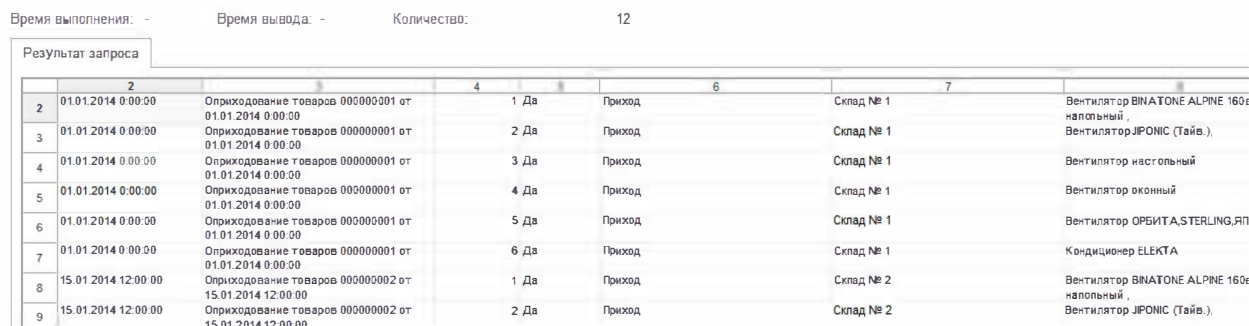 Время выполнения: - Время вывода: - Количество: 12
Результат запроса
2 3 4 6 7
2 01.01.2014 0:00:00 Оприходование товаров 000000001 от 1 Да Приход Склад № 1 Вентилятор BINATONE ALPINE 160в
01.01.2014 0:00:00 напольный ,
3 01.01.2014 0:00:00 Оприходование товаров 000000001 от 2 Да Приход Склад № 1 Вентилятор JIPONIC (Тайв.),
01.01.2014 0:00:00
4 01.01.2014 0:00:00 Оприходование товаров 000000001 от 3 Да Приход Склад № 1 Вентилятор настольный
01.01.2014 0:00:00
5 01.01.2014 0:00:00 Оприходование товаров 000000001 от 4 Да Приход Склад № 1 Вентилятор оконный
01.01.2014 0:00:00
6 01.01.2014 0:00:00 Оприходование товаров 000000001 от 5 Да Приход Склад № 1 Вентилятор ОРБИТА,STERLING,ЯП
01.01.2014 0:00:00
7 01.01.2014 0:00:00 Оприходование товаров 000000001 от 6 Да Приход Склад № 1 Кондиционер ELEKTA
01.01.2014 0:00:00
8 15.01.2014 12:00:00 Оприходование товаров 000000002 от 1 Да Приход Склад № 2 Вентилятор BINATONE ALPINE 160в
15.01.2014 12:00:00 напольный ,
9 15.01.2014 12:00:00 Оприходование товаров 000000002 от 2 Да Приход Склад № 2 Вентилятор JIPONIC (Тайв.),
15.01.2014 12:00:00